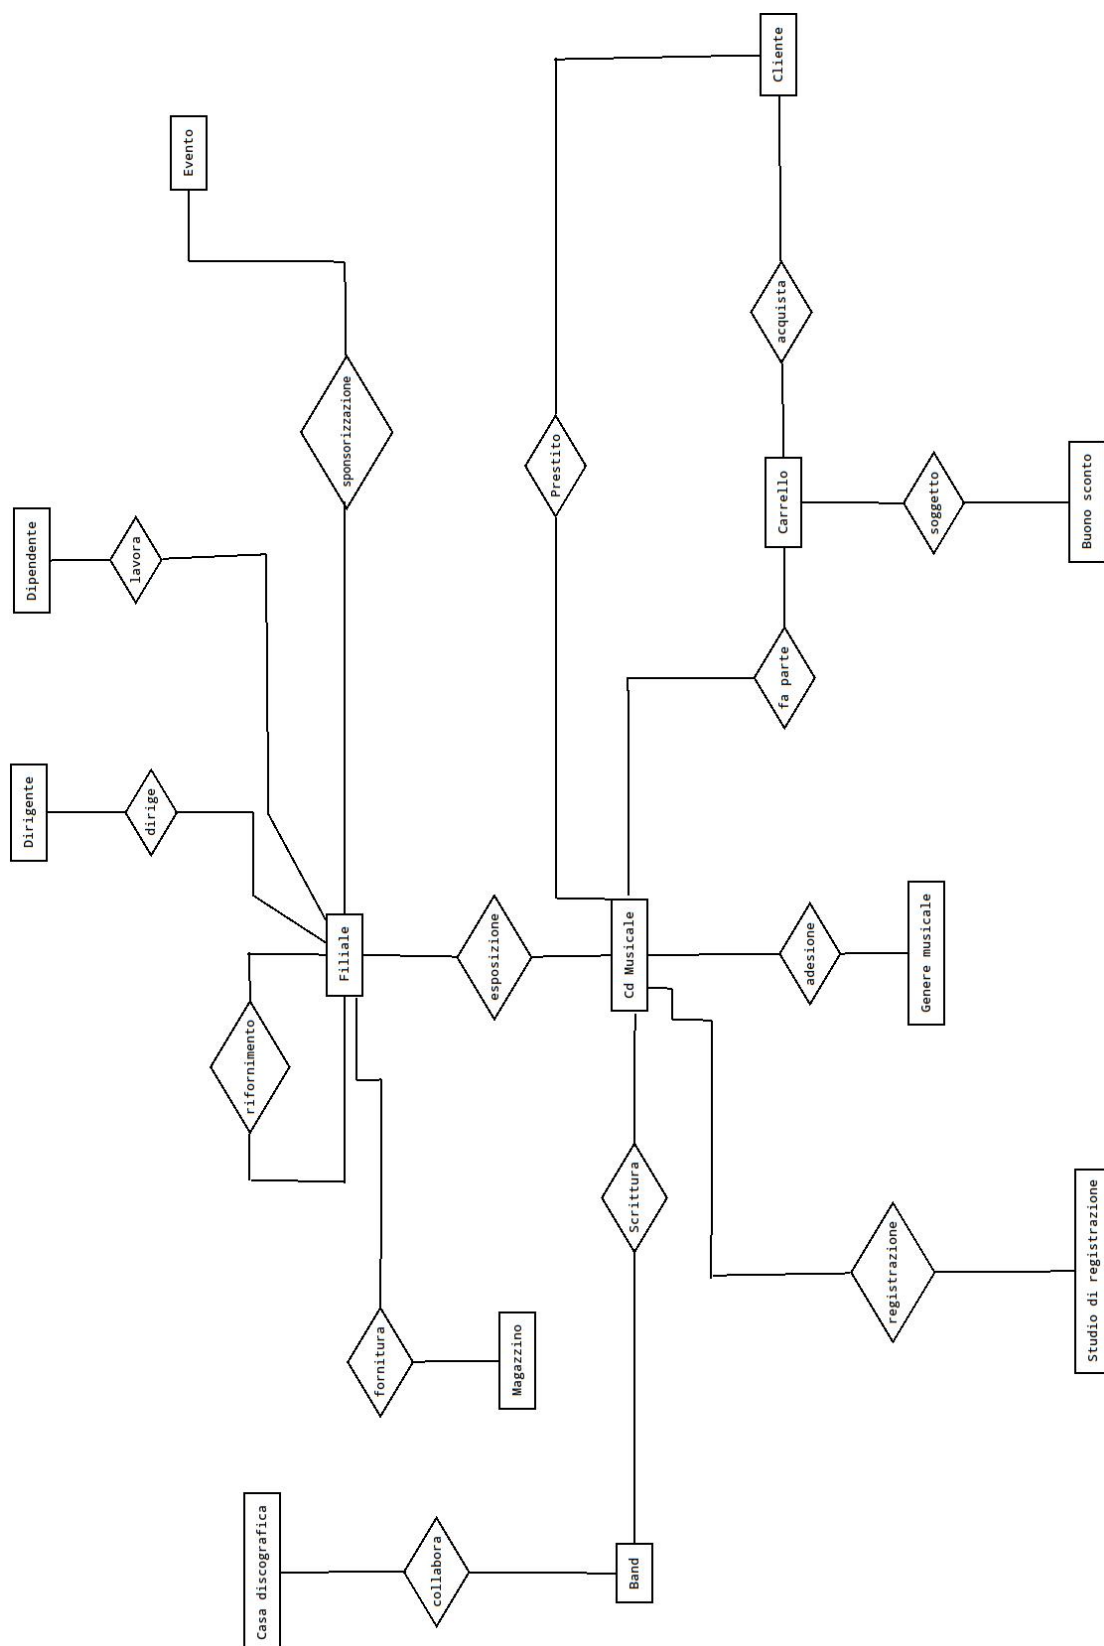 Casa discografica
collabora
Band
Magazzino
fornitura
rifornimento
Filiale
Dirigente
dirige
Dipendente
lavora
sponsorizzazione
Evento
esposizione
Cd Musicale
Scrittura
Prestito
Cliente
acquista
Carrello
fa parte
soggetto
Buono sconto
adesione
Genere musicale
registrazione
Studio di registrazione